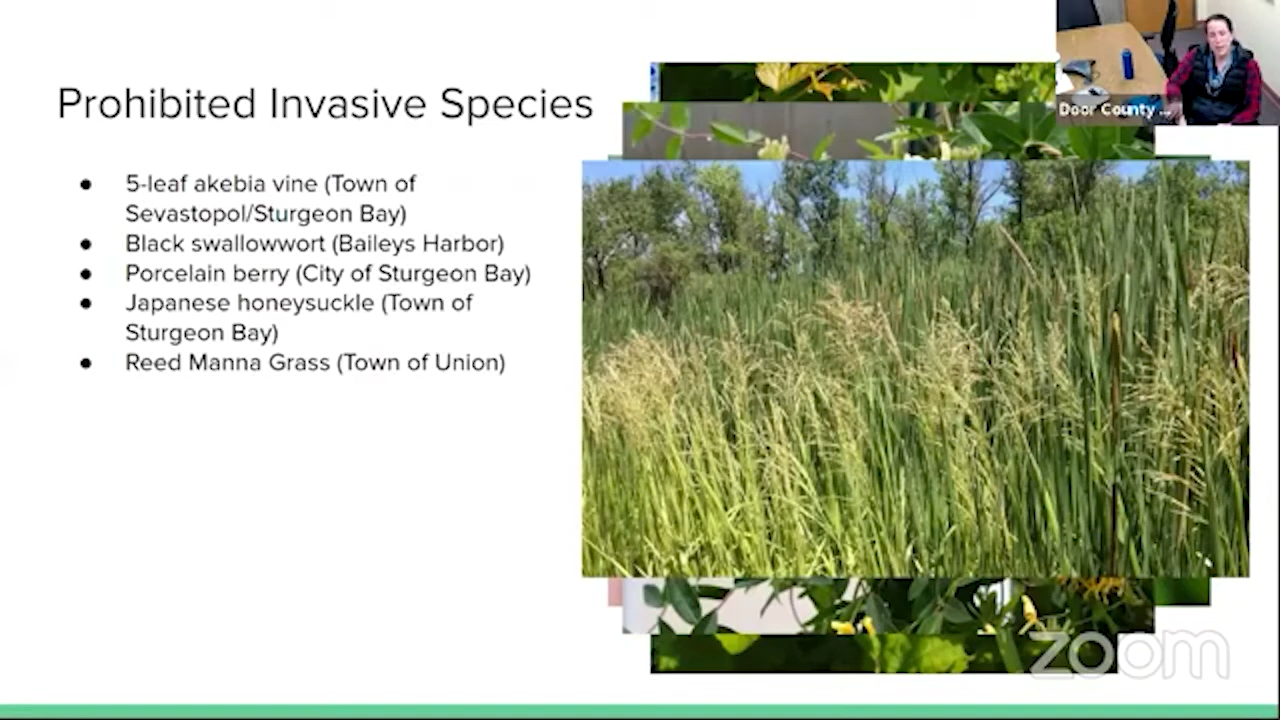 Prohibited Invasive Species
Door County ...
● 5-leaf akebia vine (Town of
Sevastopol/Sturgeon Bay)
● Black swallowwort (Baileys Harbor)
● Porcelain berry (City of Sturgeon Bay)
● Japanese honeysuckle (Town of
Sturgeon Bay)
● Reed Manna Grass (Town of Union)
zoom